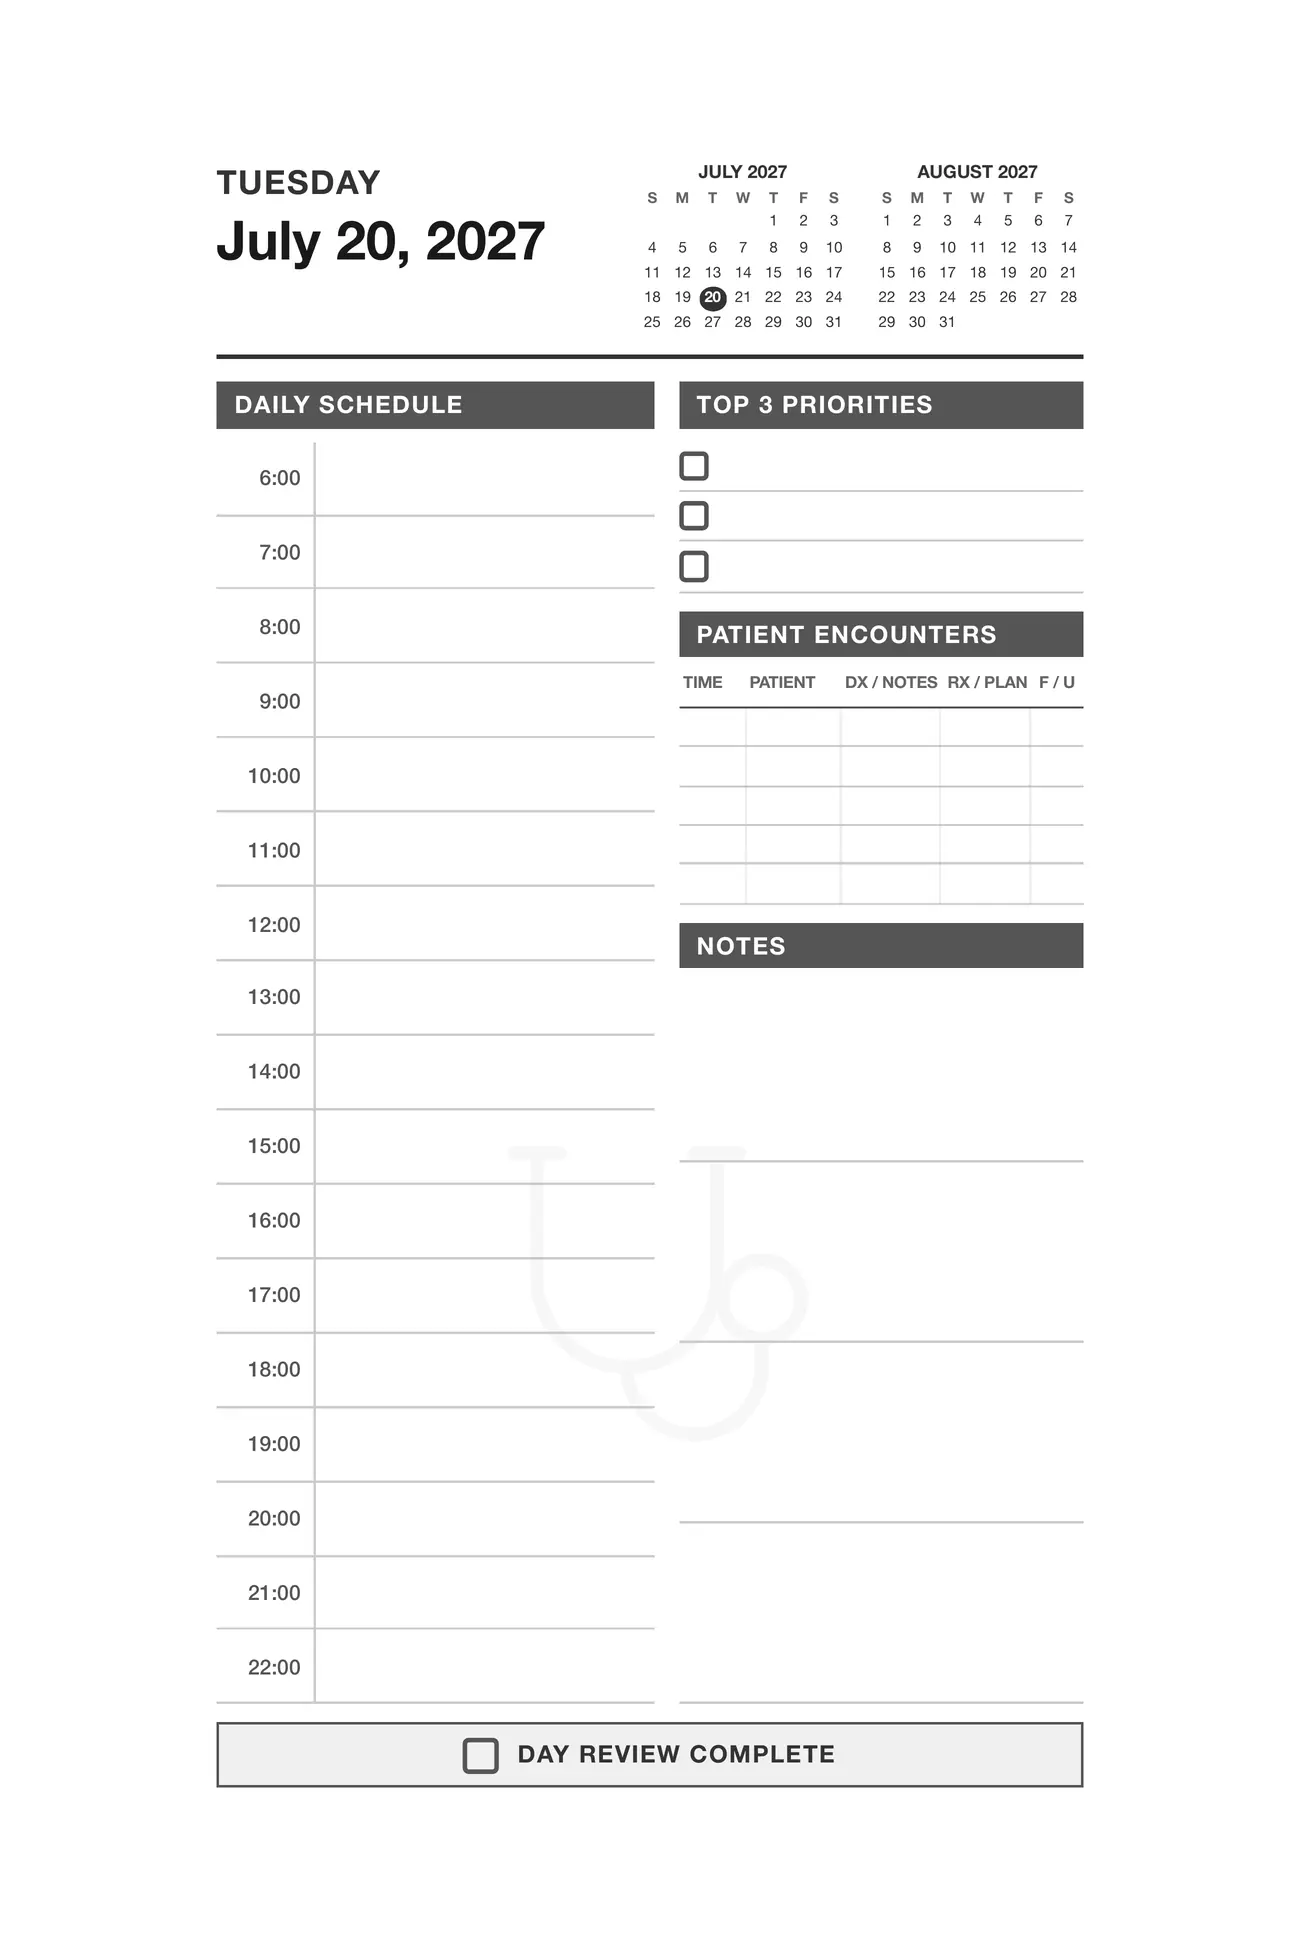 TUESDAY
July 20, 2027
JULY 2027
S M T W T F S
1 2 3
4 5 6 7 8 9 10
11 12 13 14 15 16 17
18 19 20 21 22 23 24
25 26 27 28 29 30 31
AUGUST 2027
S M T W T F S
1 2 3 4 5 6 7
8 9 10 11 12 13 14
15 16 17 18 19 20 21
22 23 24 25 26 27 28
29 30 31
DAILY SCHEDULE
6:00
7:00
8:00
9:00
10:00
11:00
12:00
13:00
14:00
15:00
16:00
17:00
18:00
19:00
20:00
21:00
22:00
TOP 3 PRIORITIES
PATIENT ENCOUNTERS
TIME PATIENT DX / NOTES RX / PLAN F / U
NOTES
DAY REVIEW COMPLETE